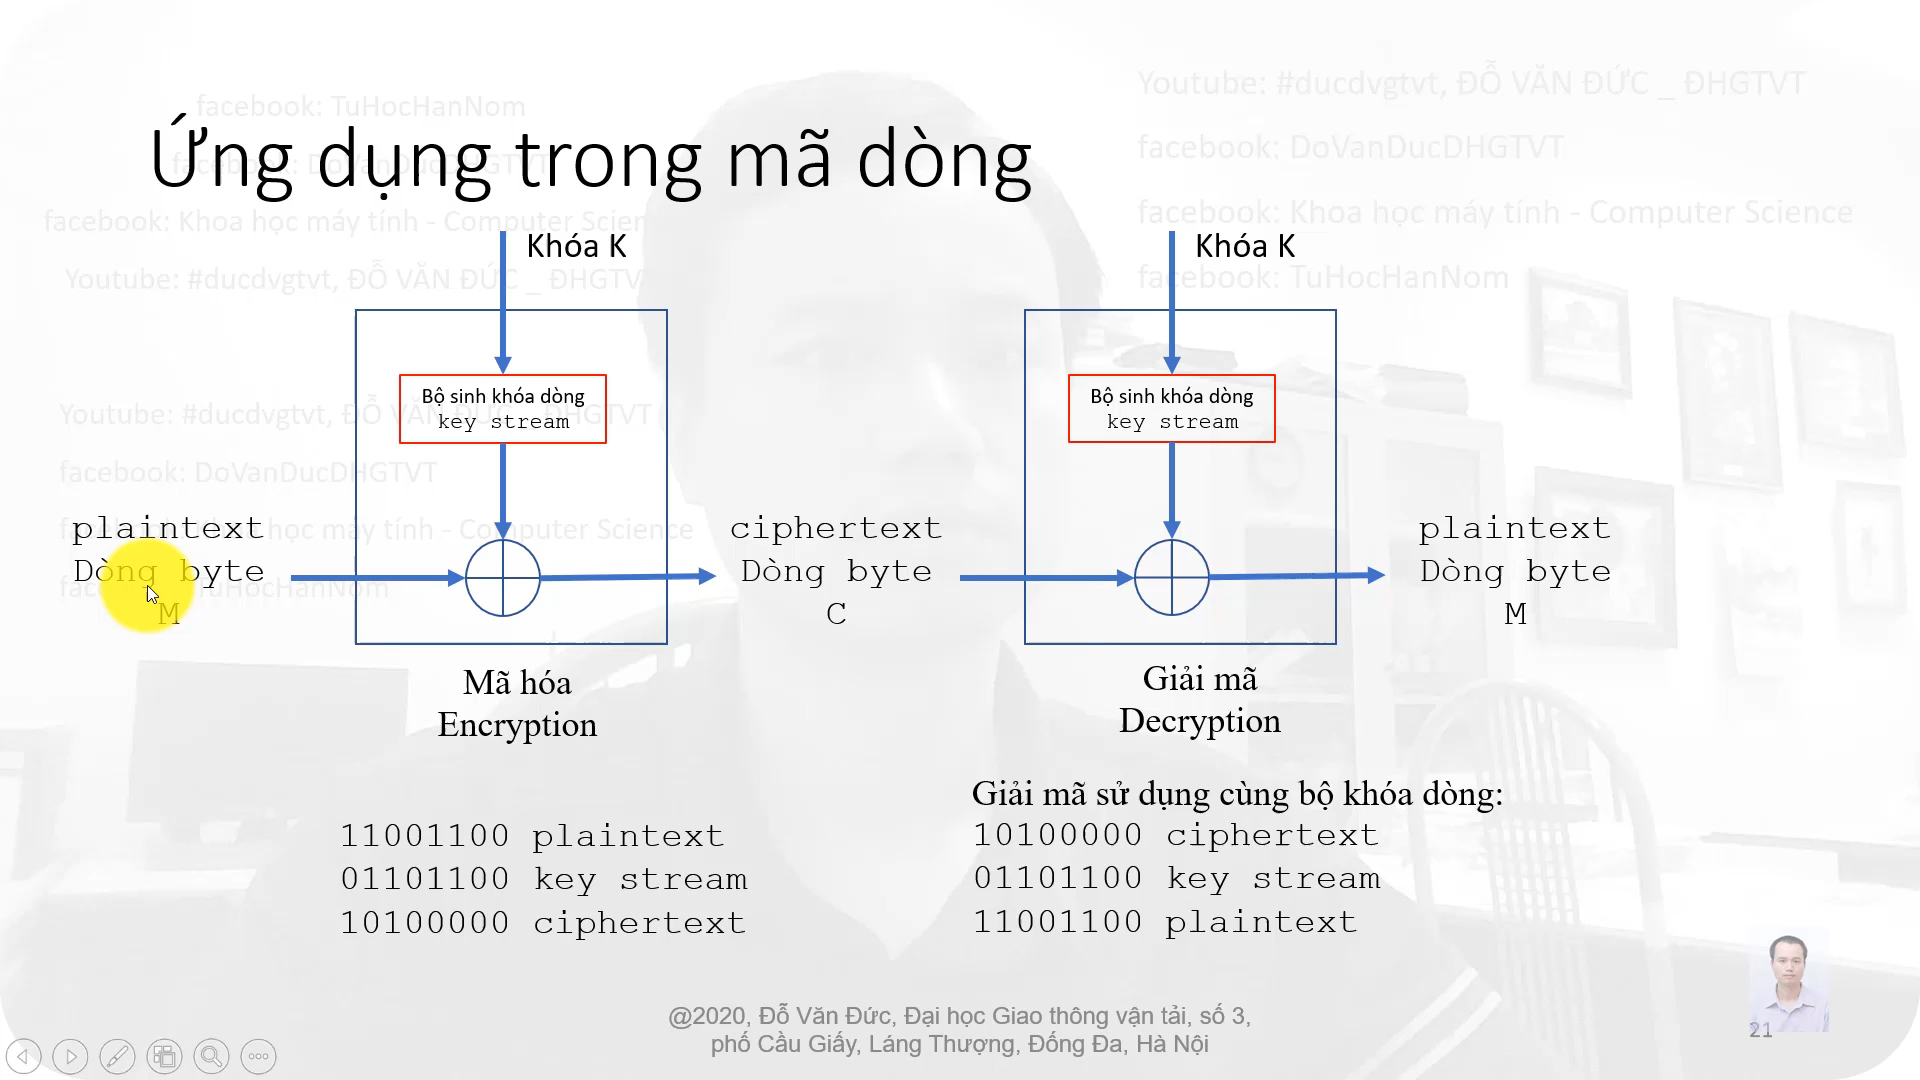 facebook: TuHocHanNom
Youtube: #ducdvgtvt, ĐỖ VĂN ĐỨC _ ĐHGTVT
facebook: DoVanDucDHGTVT
Ứng dụng trong mã dòng
facebook: DoVanDucDHGTVT
facebook: Khoa học máy tính - Computer Scien
facebook: Khoa học máy tính - Computer Science
Khóa K
Khóa K
Youtube: #ducdvgtvt, ĐỖ VĂN ĐỨC _ ĐHGTV
facebook: TuHocHanNom
Bộ sinh khóa dòng
key stream
Bộ sinh khóa dòng
key stream
Youtube: #ducdvgtvt, ĐỖ VĂN ĐỨC _ ĐHGTVT
facebook: DoVanDucDHGTVT
facebook: Khoa học máy tính - Computer Science
facebook: TuHocHanNom
plaintext
Dòng byte
M
ciphertext
Dòng byte
C
plaintext
Dòng byte
M
Mã hóa
Encryption
Giải mã
Decryption
11001100 plaintext
01101100 key stream
10100000 ciphertext
Giải mã sử dụng cùng bộ khóa dòng:
10100000 ciphertext
01101100 key stream
11001100 plaintext
@2020, Đỗ Văn Đức, Đại học Giao thông vận tải, số 3,
phố Cầu Giấy, Láng Thượng, Đống Đa, Hà Nội
21